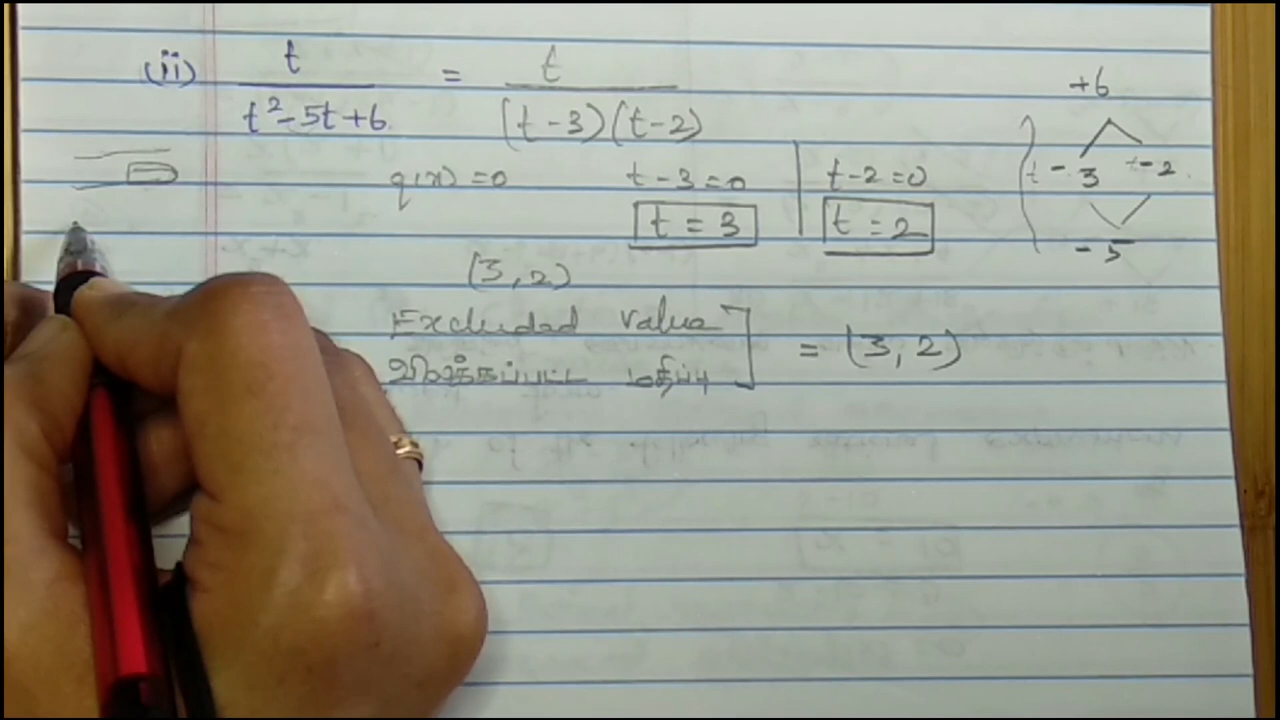 (ii) t / t² - 5t + 6 = t / (t - 3)(t - 2)
+6
t - 3 t - 2
- 5
q(x) = 0 t - 3 = 0 t - 2 = 0
t = 3 t = 2
(3, 2)
Excluded value
விலக்கப்பட்ட மதிப்பு
= (3, 2)